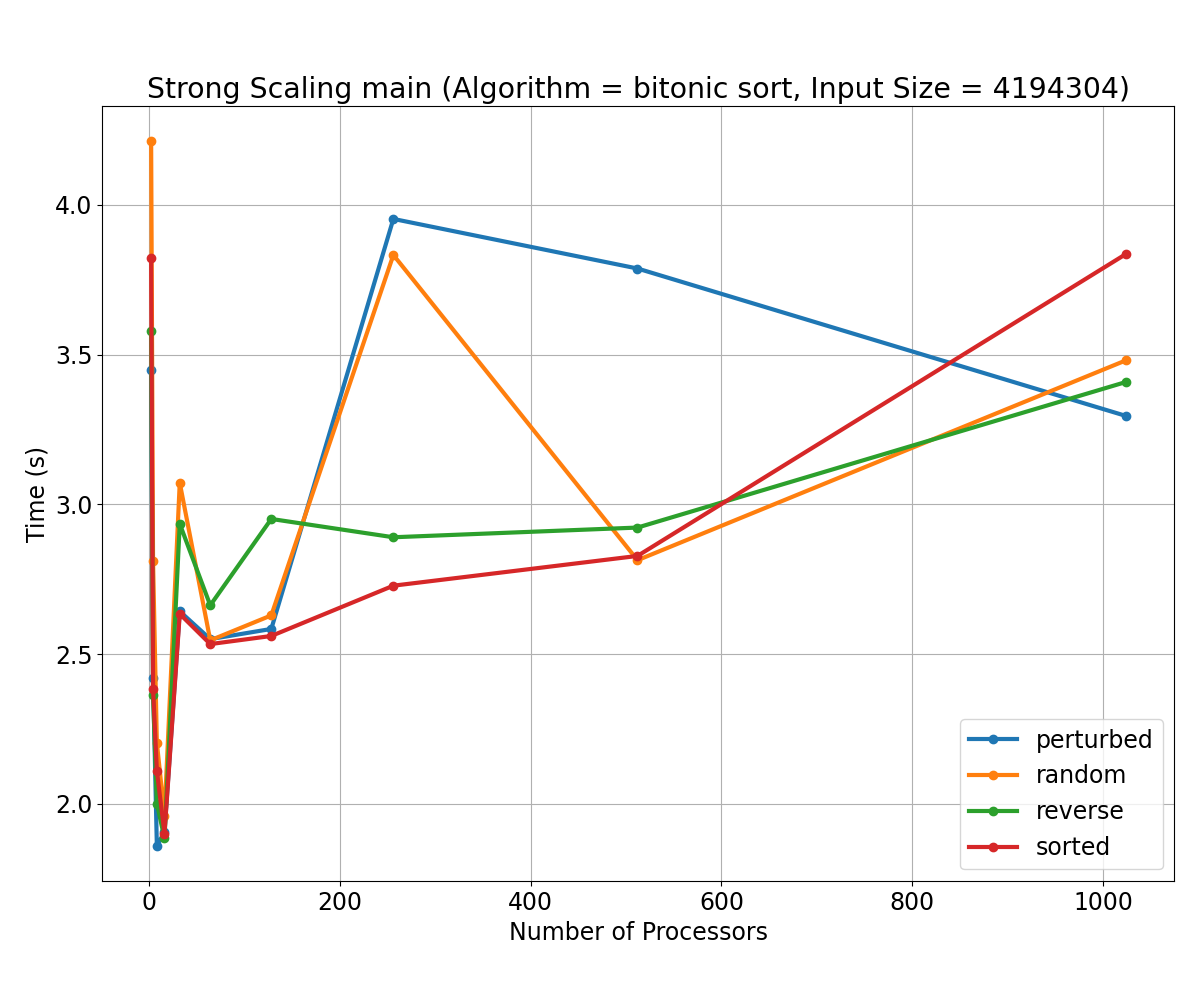 Strong Scaling main (Algorithm = bitonic sort, Input Size = 4194304)
4.0
3.5
3.0
2.5
2.0
Time (s)
0 200 400 600 800 1000
Number of Processors
perturbed
random
reverse
sorted